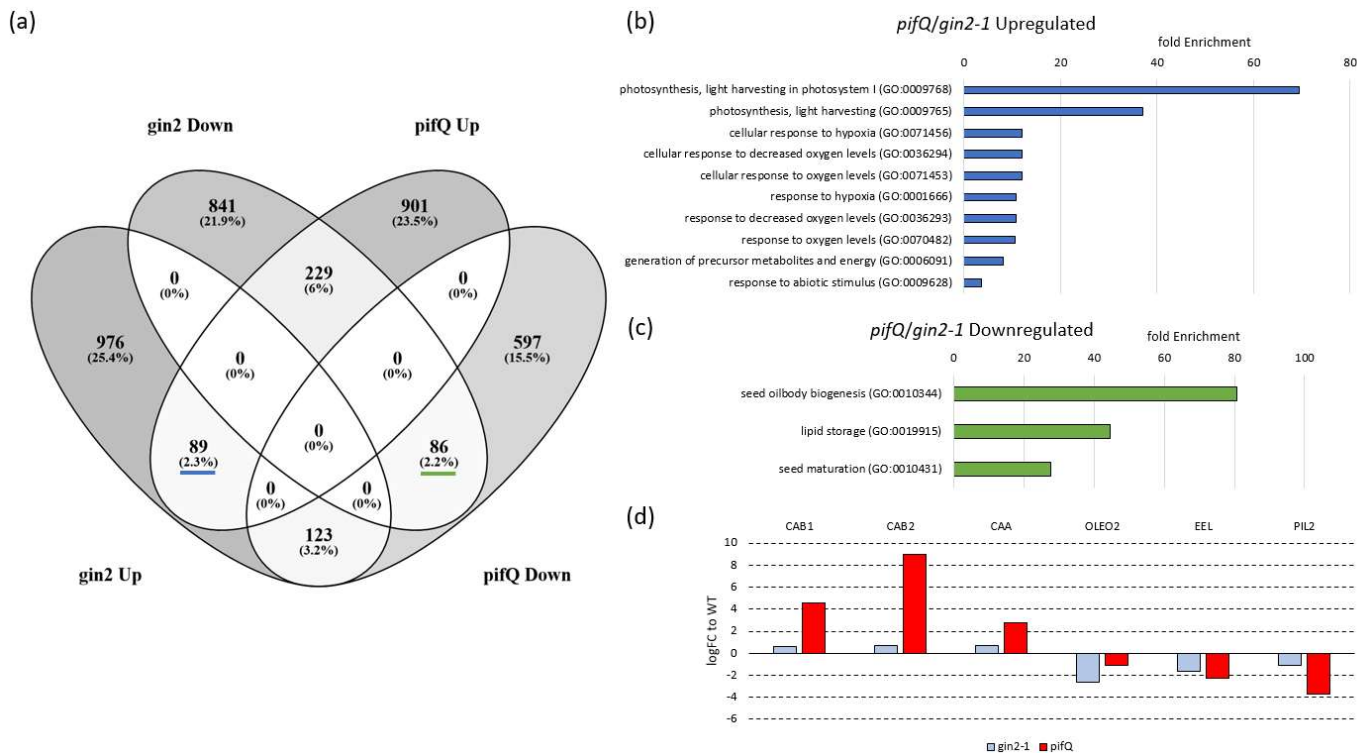 (a)
gin2 Down
pifQ Up
841
(21.9%)
901
(23.5%)
0
(0%)
229
(6%)
0
(0%)
976
(25.4%)
597
(15.5%)
0
(0%)
0
(0%)
0
(0%)
89
(2.3%)
86
(2.2%)
0
(0%)
0
(0%)
123
(3.2%)
gin2 Up
pifQ Down
(b)
pifQ/gin2-1 Upregulated
fold Enrichment
0 20 40 60 80
photosynthesis, light harvesting in photosystem I (GO:0009768)
photosynthesis, light harvesting (GO:0009765)
cellular response to hypoxia (GO:0071456)
cellular response to decreased oxygen levels (GO:0036294)
cellular response to oxygen levels (GO:0071453)
response to hypoxia (GO:0001666)
response to decreased oxygen levels (GO:0036293)
response to oxygen levels (GO:0070482)
generation of precursor metabolites and energy (GO:0006091)
response to abiotic stimulus (GO:0009628)
(c)
pifQ/gin2-1 Downregulated
fold Enrichment
0 20 40 60 80 100
seed oilbody biogenesis (GO:0010344)
lipid storage (GO:0019915)
seed maturation (GO:0010431)
(d)
CAB1 CAB2 CAA OLEO2 EEL PIL2
logFC to WT
10
8
6
4
2
0
-2
-4
-6
gin2-1 pifQ